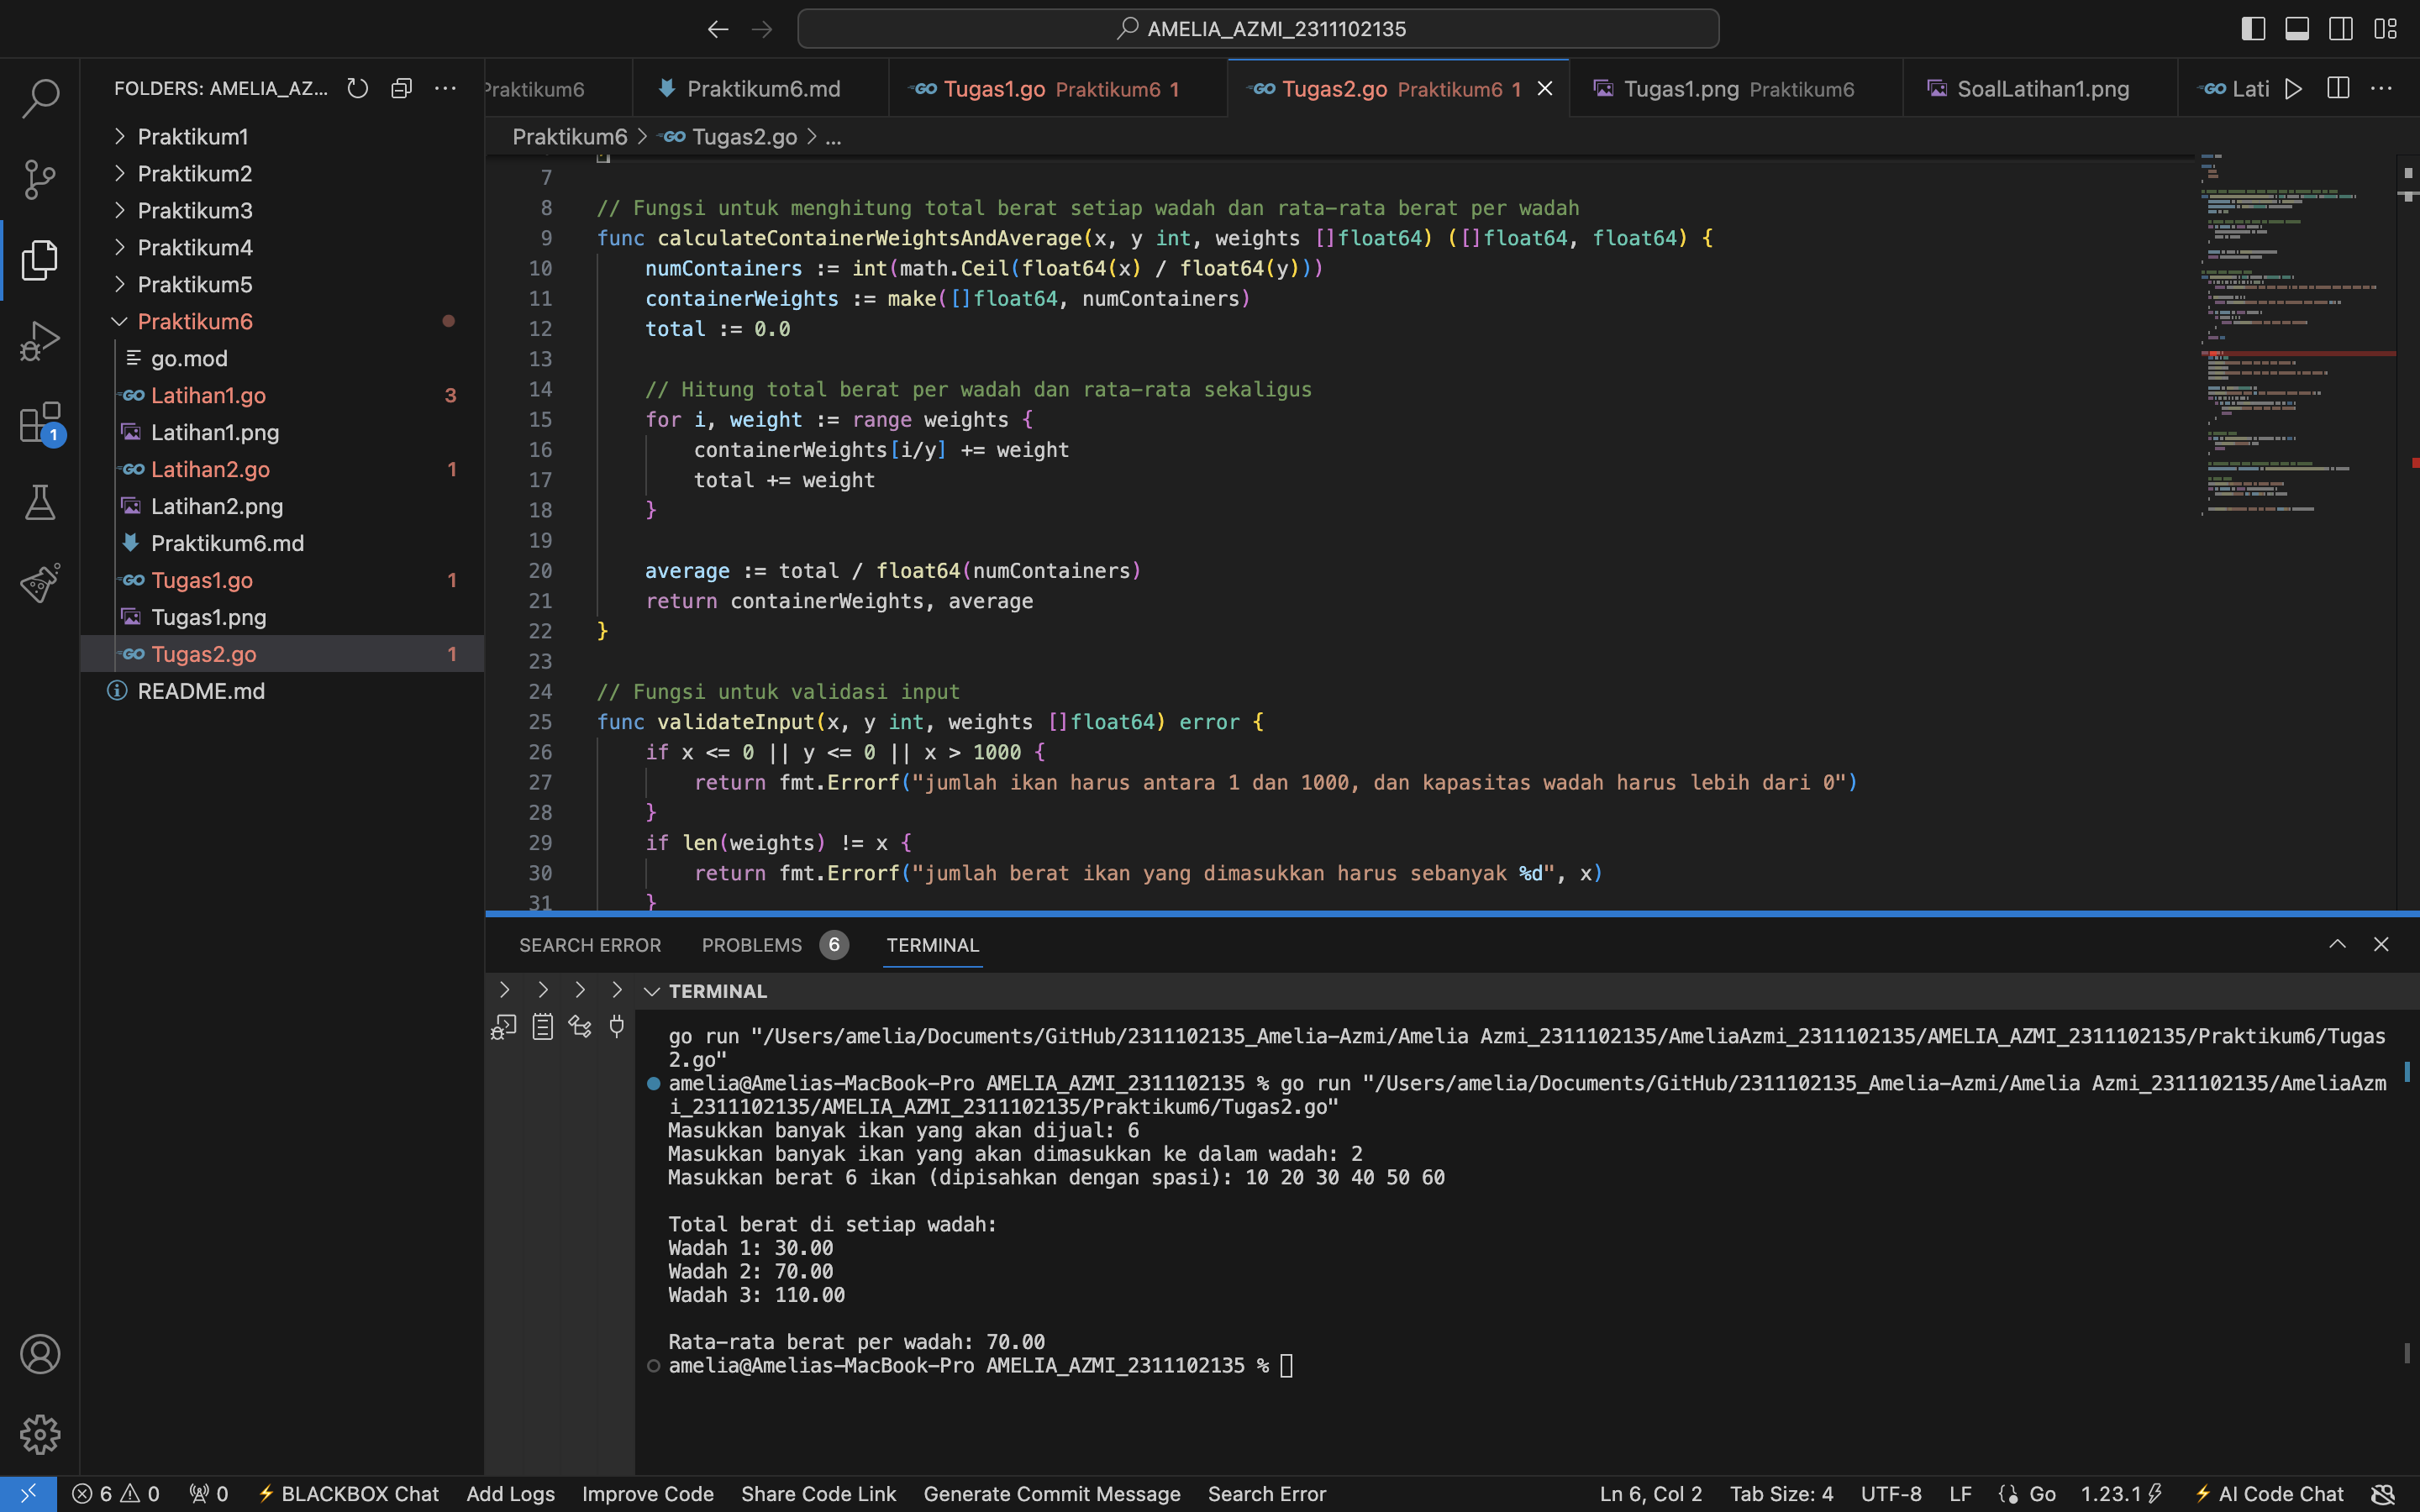 AMELIA_AZMI_2311102135
FOLDERS: AMELIA_AZ...
Praktikum1
Praktikum2
Praktikum3
Praktikum4
Praktikum5
Praktikum6
go.mod
Latihan1.go 3
Latihan1.png
Latihan2.go 1
Latihan2.png
Praktikum6.md
Tugas1.go 1
Tugas1.png
Tugas2.go 1
README.md
1
Praktikum6 Praktikum6.md Tugas1.go Praktikum6 1 Tugas2.go Praktikum6 1 Tugas1.png Praktikum6 SoalLatihan1.png Lati
Praktikum6 > Tugas2.go > ...
7
8 // Fungsi untuk menghitung total berat setiap wadah dan rata-rata berat per wadah
9 func calculateContainerWeightsAndAverage(x, y int, weights []float64) ([]float64, float64) {
10 numContainers := int(math.Ceil(float64(x) / float64(y)))
11 containerWeights := make([]float64, numContainers)
12 total := 0.0
13
14 // Hitung total berat per wadah dan rata-rata sekaligus
15 for i, weight := range weights {
16 containerWeights[i/y] += weight
17 total += weight
18 }
19
20 average := total / float64(numContainers)
21 return containerWeights, average
22 }
23
24 // Fungsi untuk validasi input
25 func validateInput(x, y int, weights []float64) error {
26 if x <= 0 || y <= 0 || x > 1000 {
27 return fmt.Errorf("jumlah ikan harus antara 1 dan 1000, dan kapasitas wadah harus lebih dari 0")
28 }
29 if len(weights) != x {
30 return fmt.Errorf("jumlah berat ikan yang dimasukkan harus sebanyak %d", x)
31 }
SEARCH ERROR PROBLEMS 6 TERMINAL
TERMINAL
go run "/Users/amelia/Documents/GitHub/2311102135_Amelia-Azmi/Amelia Azmi_2311102135/AmeliaAzmi_2311102135/AMELIA_AZMI_2311102135/Praktikum6/Tugas
2.go"
amelia@Amelias-MacBook-Pro AMELIA_AZMI_2311102135 % go run "/Users/amelia/Documents/GitHub/2311102135_Amelia-Azmi/Amelia Azmi_2311102135/AmeliaAzm
i_2311102135/AMELIA_AZMI_2311102135/Praktikum6/Tugas2.go"
Masukkan banyak ikan yang akan dijual: 6
Masukkan banyak ikan yang akan dimasukkan ke dalam wadah: 2
Masukkan berat 6 ikan (dipisahkan dengan spasi): 10 20 30 40 50 60
Total berat di setiap wadah:
Wadah 1: 30.00
Wadah 2: 70.00
Wadah 3: 110.00
Rata-rata berat per wadah: 70.00
amelia@Amelias-MacBook-Pro AMELIA_AZMI_2311102135 %
6 0 0 BLACKBOX Chat Add Logs Improve Code Share Code Link Generate Commit Message Search Error Ln 6, Col 2 Tab Size: 4 UTF-8 LF Go 1.23.1 AI Code Chat